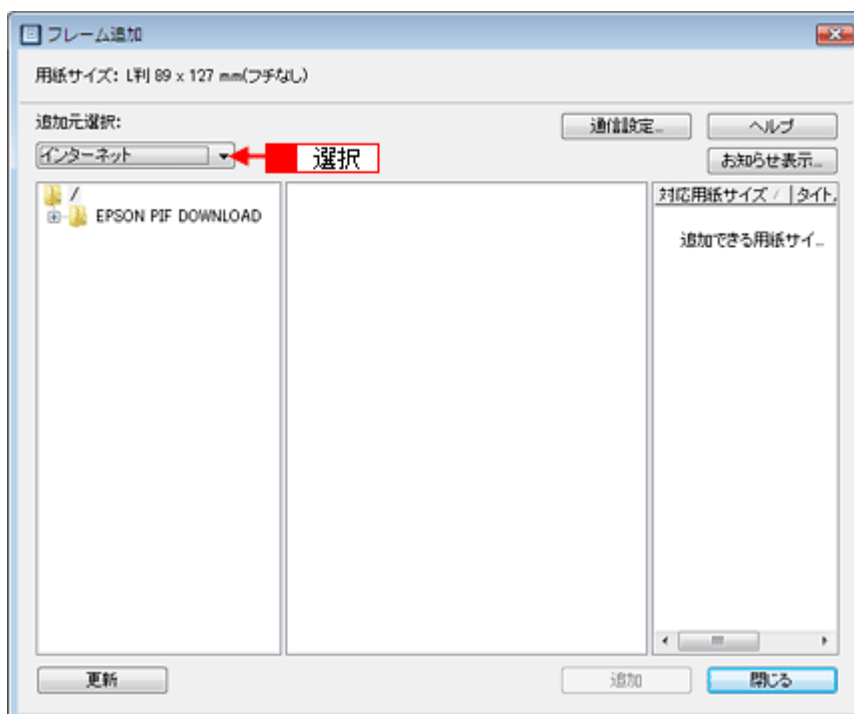 フレーム追加
用紙サイズ: L判 89 x 127 mm(フチなし)
追加元選択:
通信設定...
ヘルプ
インターネット
選択
お知らせ表示...
/
EPSON PIF DOWNLOAD
対応用紙サイズ / タイト
追加できる用紙サイ...
更新
追加
閉じる